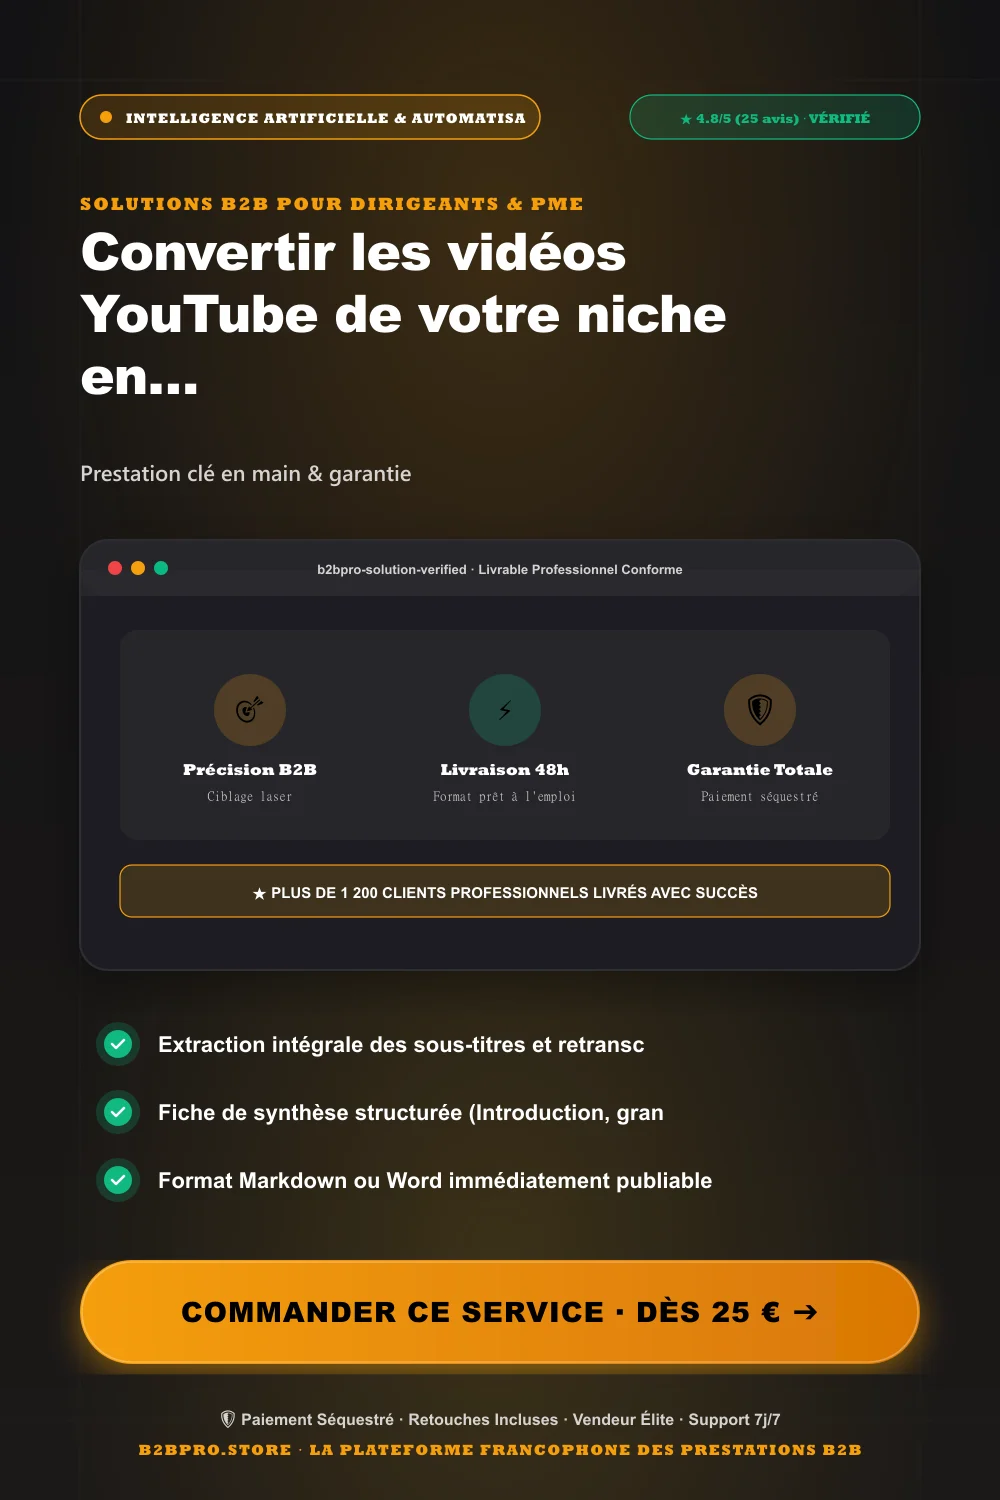 INTELLIGENCE ARTIFICIELLE & AUTOMATISA
★ 4.8/5 (25 avis) · VÉRIFIÉ
SOLUTIONS B2B POUR DIRIGEANTS & PME
Convertir les vidéos
YouTube de votre niche
en...
Prestation clé en main & garantie
b2bpro-solution-verified · Livrable Professionnel Conforme
Précision B2B
Livraison 48h
Garantie Totale
Ciblage laser
Format prêt à l'emploi
Paiement séquestré
★ PLUS DE 1 200 CLIENTS PROFESSIONNELS LIVRÉS AVEC SUCCÈS
Extraction intégrale des sous-titres et retransc
Fiche de synthèse structurée (Introduction, gran
Format Markdown ou Word immédiatement publiable
COMMANDER CE SERVICE · DÈS 25 € →
Paiement Séquestré · Retouches Incluses · Vendeur Élite · Support 7j/7
B2BPRO.STORE · LA PLATEFORME FRANCOPHONE DES PRESTATIONS B2B